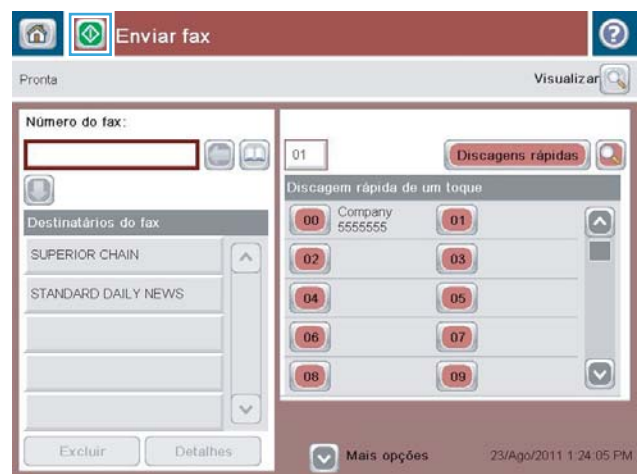 Enviar fax
Pronta
Visualizar
Número do fax:
01
Discagens rápidas
Discagem rápida de um toque
00 Company 5555555
01
02
03
04
05
06
07
08
09
Destinatários do fax
SUPERIOR CHAIN
STANDARD DAILY NEWS
Excluir
Detalhes
Mais opções
23/Ago/2011 1:24:05 PM